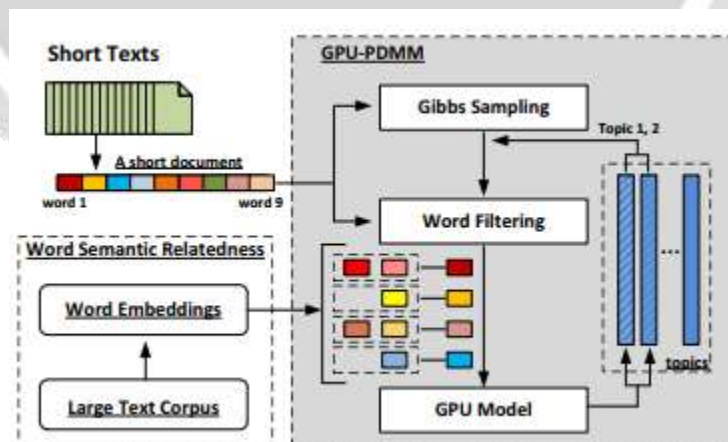 Short Texts
GPU-PDMM
Gibbs Sampling
Topic 1, 2
A short document
word 1
word 9
Word Filtering
Word Semantic Relatedness
Word Embeddings
...
topics
Large Text Corpus
GPU Model